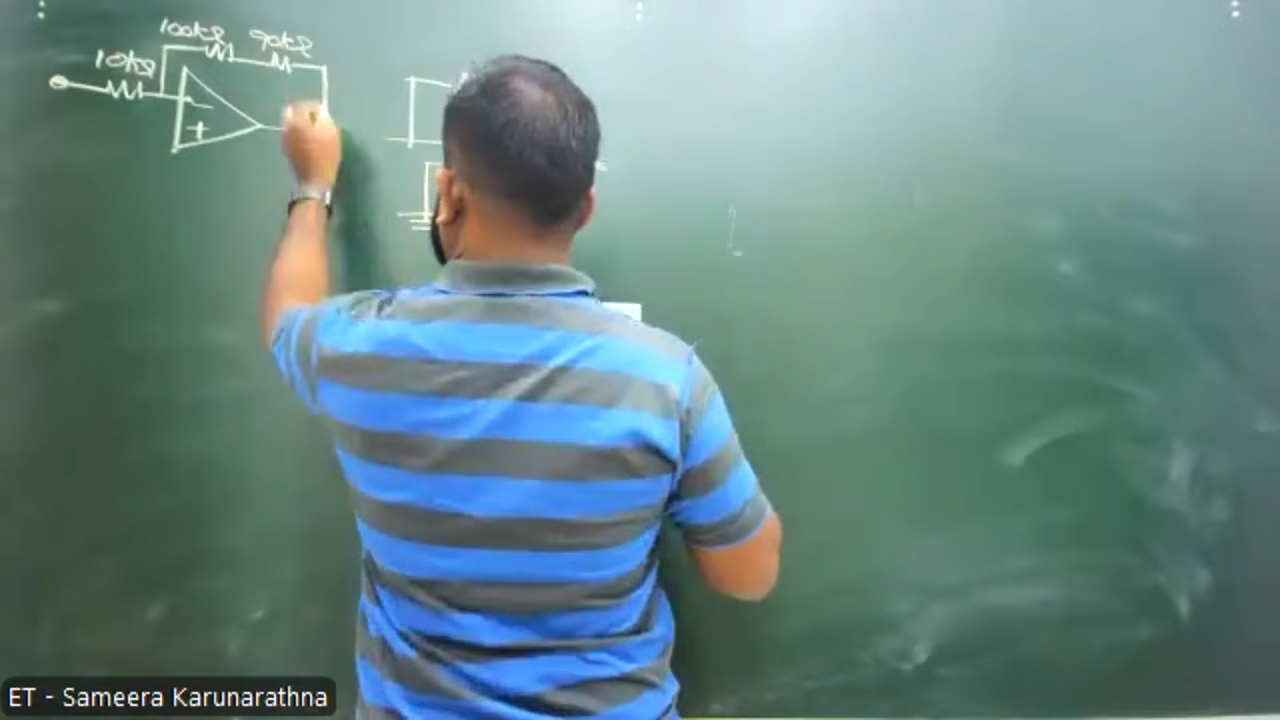 100kΩ 90kΩ
10kΩ
-
+
ET - Sameera Karunarathna